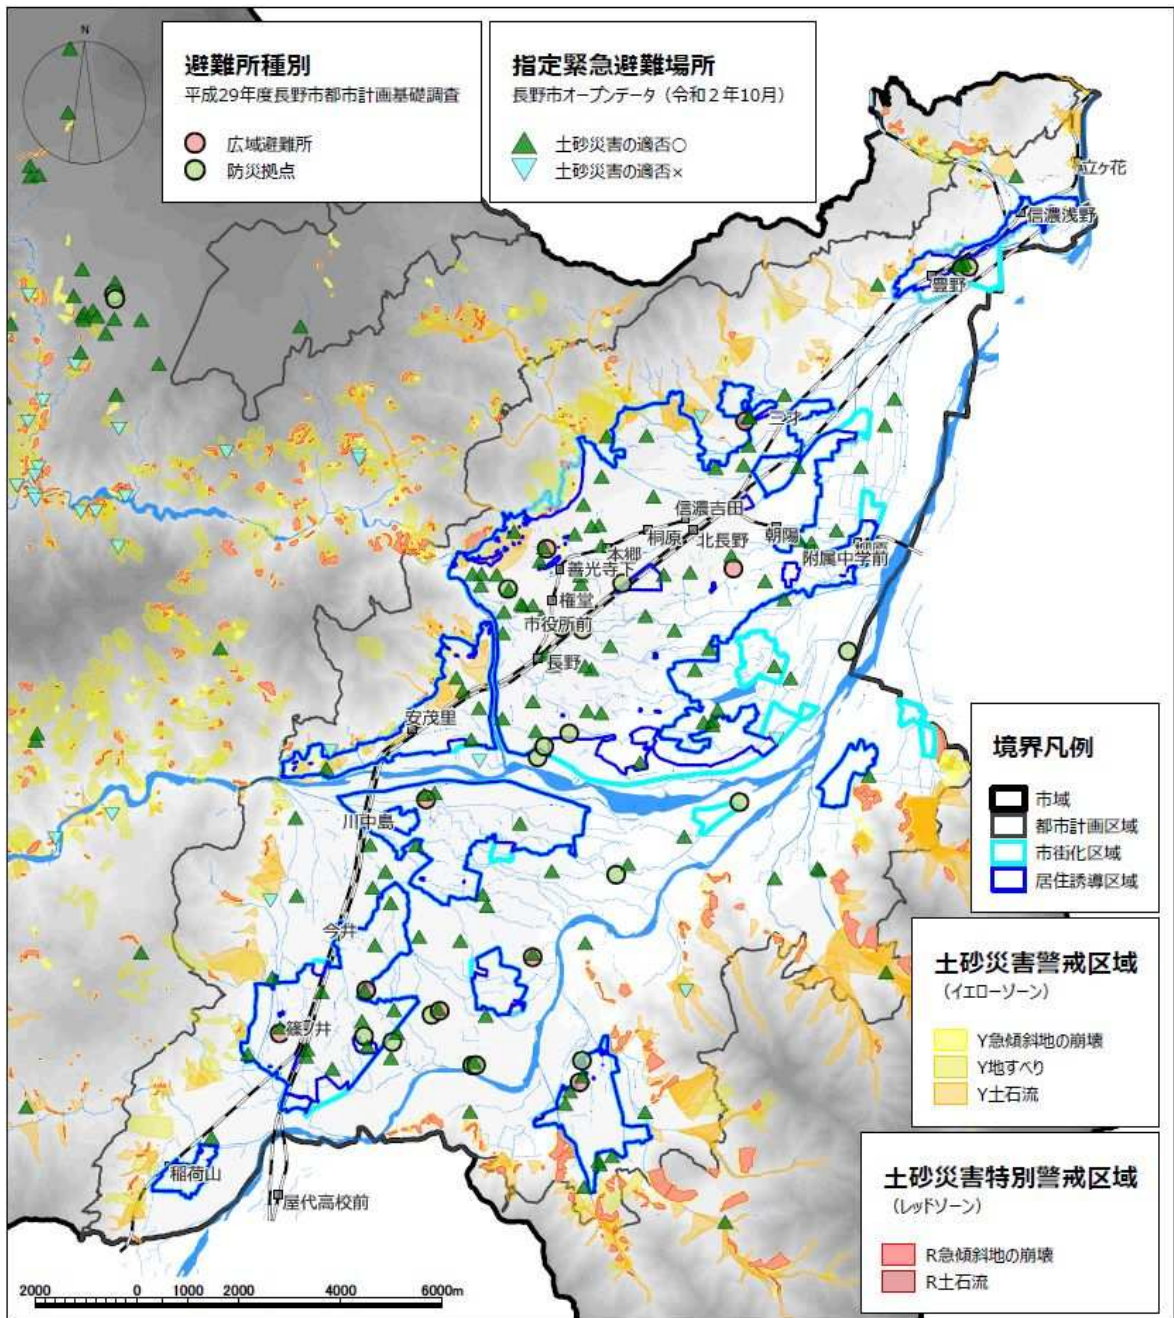 N
避難所種別
平成29年度長野市都市計画基礎調査
広域避難所
防災拠点
指定緊急避難場所
長野市オープンデータ（令和２年10月）
土砂災害の適否○
土砂災害の適否×
立ヶ花
信濃浅野
豊野
三才
信濃吉田
桐原
北長野
朝陽
本郷
附属中学前
善光寺下
権堂
市役所前
長野
安茂里
川中島
今井
篠ノ井
稲荷山
屋代高校前
境界凡例
市域
都市計画区域
市街化区域
居住誘導区域
土砂災害警戒区域
（イエローゾーン）
Y急傾斜地の崩壊
Y地すべり
Y土石流
土砂災害特別警戒区域
（レッドゾーン）
R急傾斜地の崩壊
R土石流
2000 0 1000 2000 4000 6000m